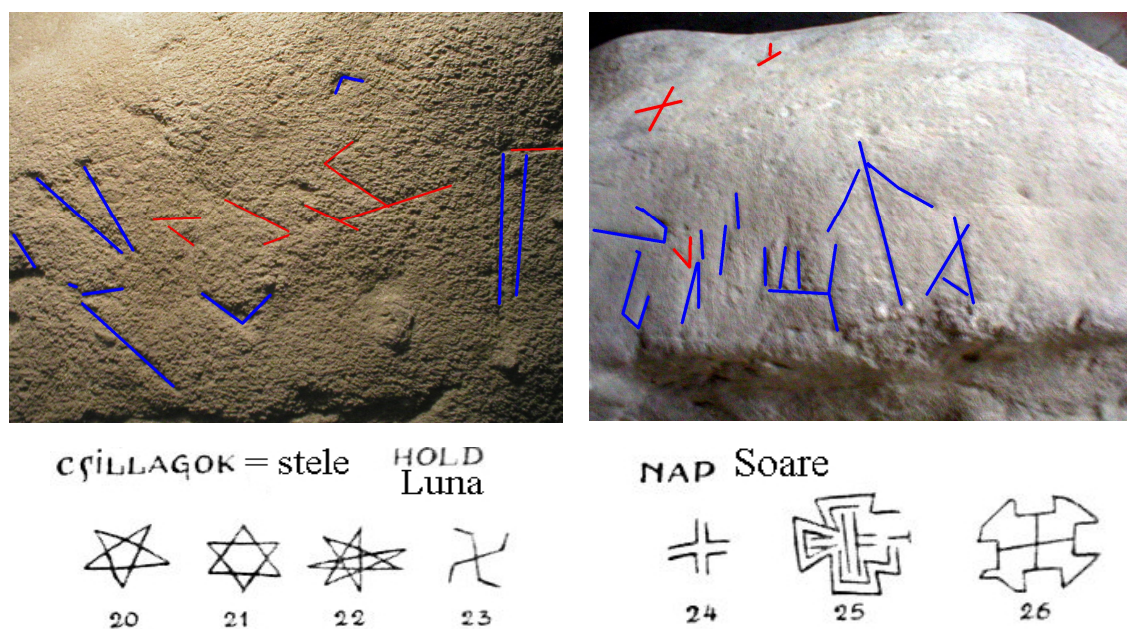 CSILLAGOK = stele
HOLD
Luna
NAP Soare
20 21 22 23 24 25 26